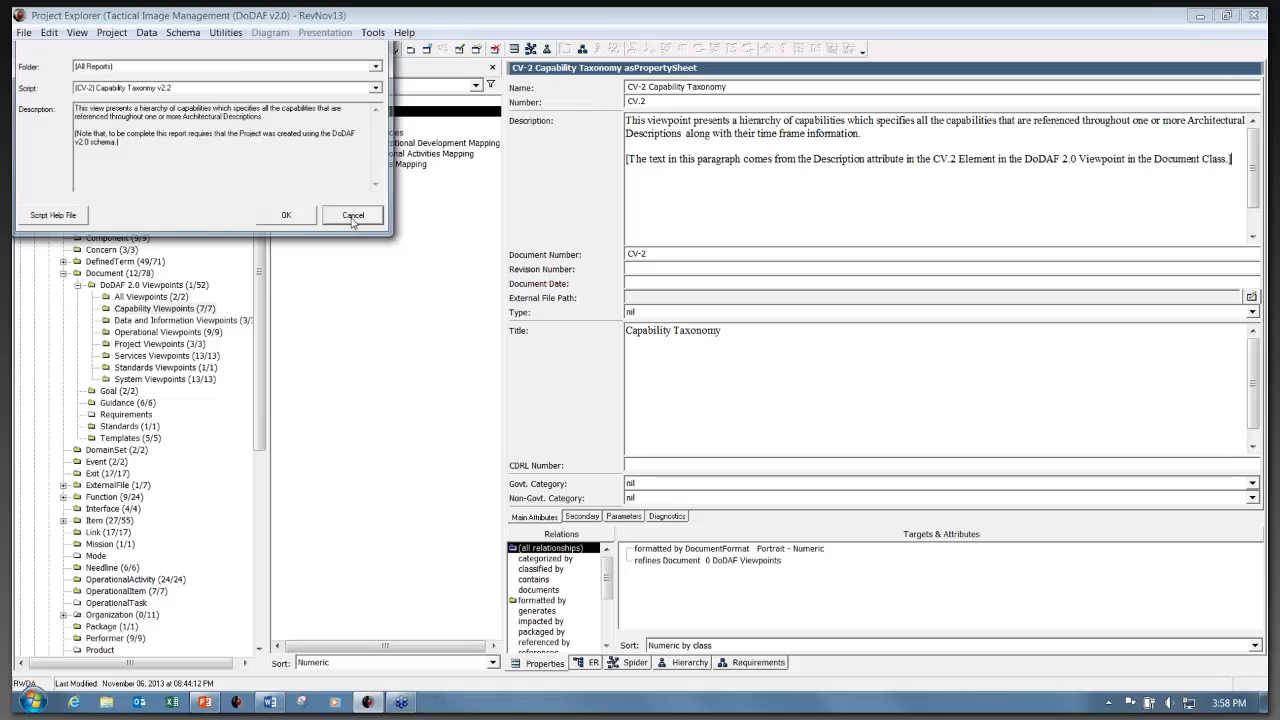 Project Explorer (Tactical Image Management (DoDAF v2.0) - RevNov13)
File Edit View Project Data Schema Utilities Diagram Presentation Tools Help
Folder: [All Reports]
Script: (CV-2) Capability Taxonmy v2.2
Description: This view presents a hierarchy of capabilities which specifies all the capabilities that are
referenced throughout one or more Architectural Descriptions.
[Note that, to be complete this report requires that the Project was created using the DoDAF
v2.0 schema.]
Script Help File OK Cancel
ces
ational Development Mapping
nal Activities Mapping
s Mapping
Component (9/9)
Concern (3/3)
DefinedTerm (49/71)
Document (12/78)
DoDAF 2.0 Viewpoints (1/52)
All Viewpoints (2/2)
Capability Viewpoints (7/7)
Data and Information Viewpoints (3/
Operational Viewpoints (9/9)
Project Viewpoints (3/3)
Services Viewpoints (13/13)
Standards Viewpoints (1/1)
System Viewpoints (13/13)
Goal (2/2)
Guidance (6/6)
Requirements
Standards (1/1)
Templates (5/5)
DomainSet (2/2)
Event (2/2)
Exit (17/17)
ExternalFile (1/7)
Function (9/24)
Interface (4/4)
Item (27/55)
Link (17/17)
Mission (1/1)
Mode
Needline (6/6)
OperationalActivity (24/24)
OperationalItem (7/7)
OperationalTask
Organization (0/11)
Package (1/1)
Performer (9/9)
Product
Sort: Numeric
CV-2 Capability Taxonomy asPropertySheet
Name: CV-2 Capability Taxonomy
Number: CV.2
Description: This viewpoint presents a hierarchy of capabilities which specifies all the capabilities that are referenced throughout one or more Architectural
Descriptions along with their time frame information.
[The text in this paragraph comes from the Description attribute in the CV.2 Element in the DoDAF 2.0 Viewpoint in the Document Class.]
Document Number: CV-2
Revision Number:
Document Date:
External File Path:
Type: nil
Title: Capability Taxonomy
CDRL Number:
Govt. Category: nil
Non-Govt. Category: nil
Main Attributes Secondary Parameters Diagnostics
Relations Targets & Attributes
(all relationships)
categorized by
classified by
contains
documents
formatted by
generates
impacted by
packaged by
referenced by
references
formatted by DocumentFormat Portrait - Numeric
refines Document 0 DoDAF Viewpoints
Sort: Numeric by class
Properties ER Spider Hierarchy Requirements
RWDA Last Modified: November 06, 2013 @ 08:44:12 PM
3:58 PM